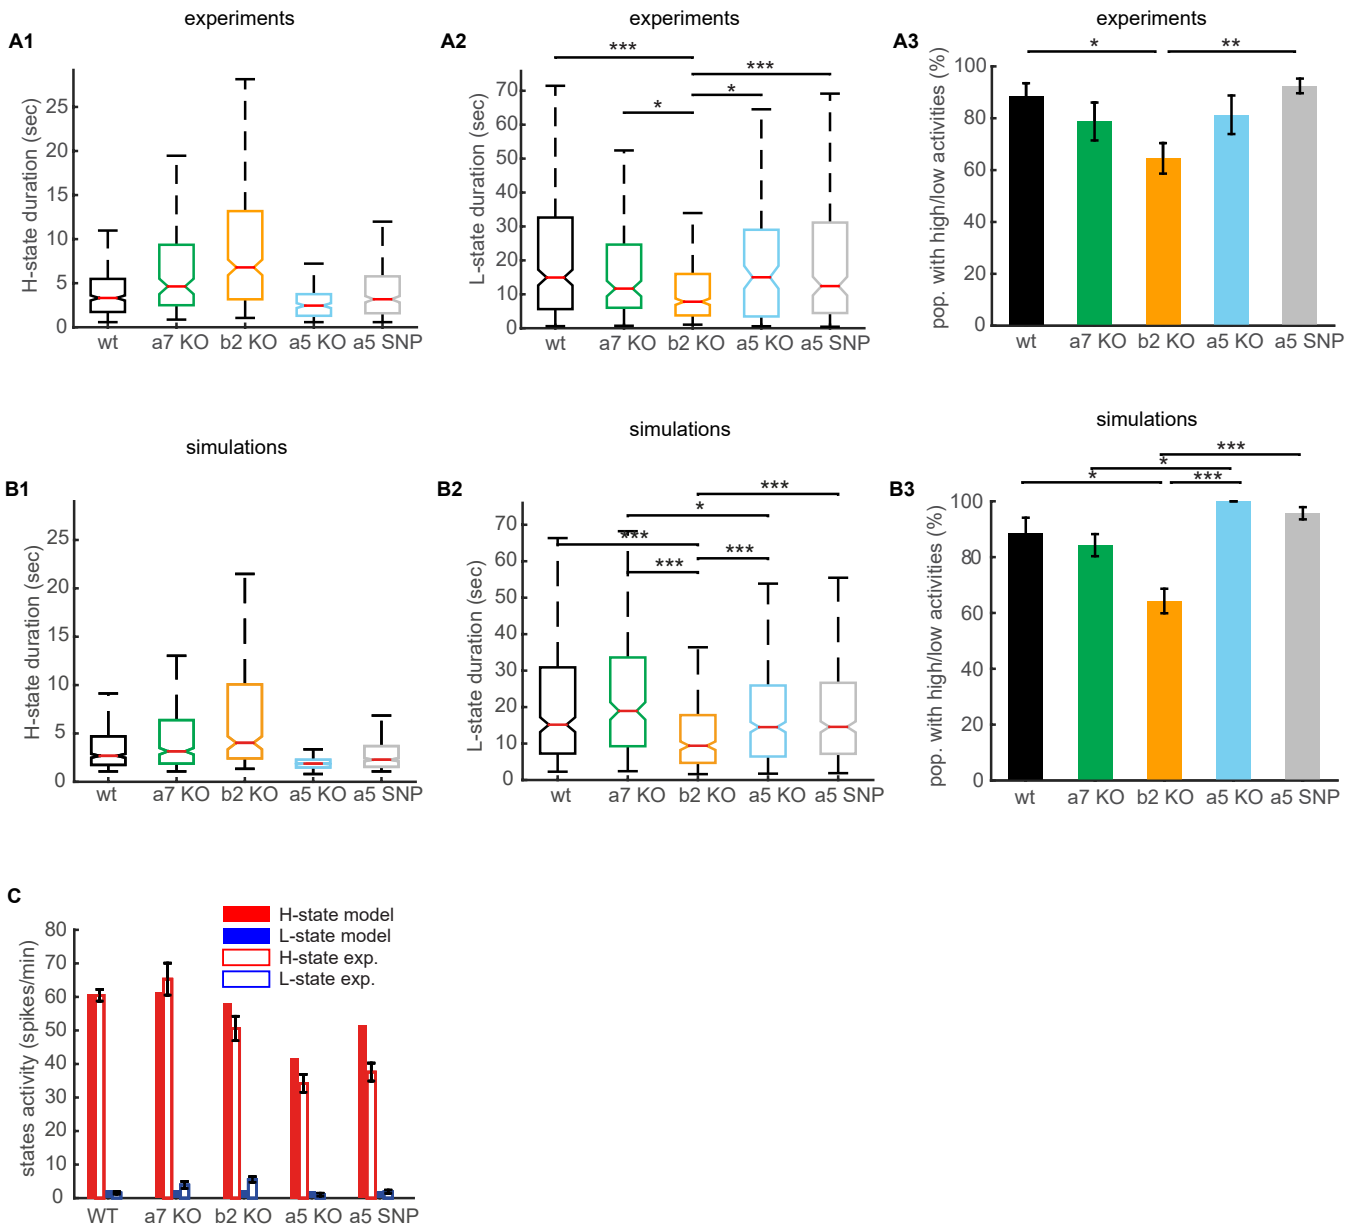 experiments
A1
H-state duration (sec)
25
20
15
10
5
0
wt a7 KO b2 KO a5 KO a5 SNP
experiments
A2
*** *** * *
L-state duration (sec)
70
60
50
40
30
20
10
0
wt a7 KO b2 KO a5 KO a5 SNP
experiments
A3
* **
pop. with high/low activities (%)
100
80
60
40
20
0
wt a7 KO b2 KO a5 KO a5 SNP
simulations
B1
H-state duration (sec)
25
20
15
10
5
0
wt a7 KO b2 KO a5 KO a5 SNP
simulations
B2
*** * *** *** ***
L-state duration (sec)
70
60
50
40
30
20
10
0
wt a7 KO b2 KO a5 KO a5 SNP
simulations
B3
*** * * ***
pop. with high/low activities (%)
100
80
60
40
20
0
wt a7 KO b2 KO a5 KO a5 SNP
C
H-state model
L-state model
H-state exp.
L-state exp.
states activity (spikes/min)
80
70
60
50
40
30
20
10
0
WT a7 KO b2 KO a5 KO a5 SNP